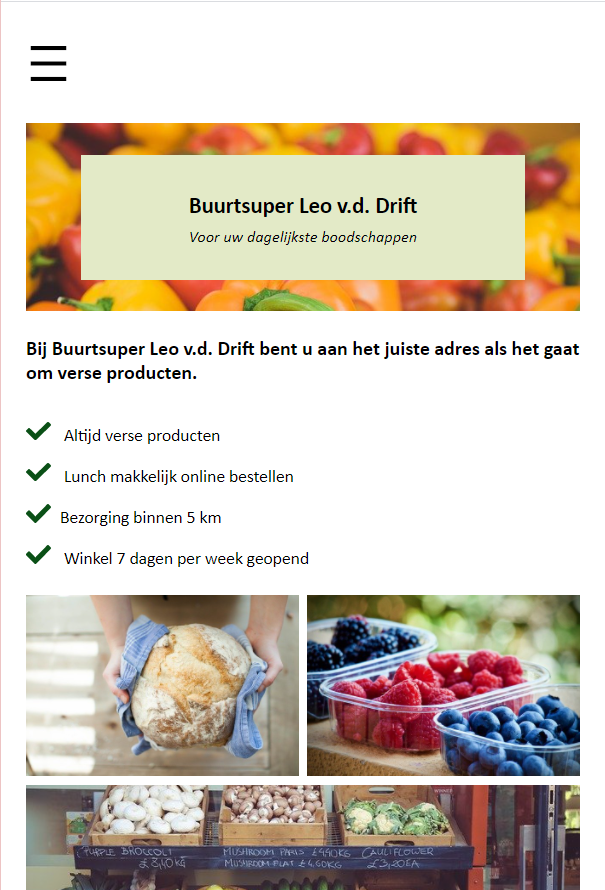 Buurtsuper Leo v.d. Drift
Voor uw dagelijkste boodschappen
Bij Buurtsuper Leo v.d. Drift bent u aan het juiste adres als het gaat
om verse producten.
Altijd verse producten
Lunch makkelijk online bestellen
Bezorging binnen 5 km
Winkel 7 dagen per week geopend
PURPLE BROCCOLI
£8,40KG
MUSHROOM PARIS £4.90KG
MUSHROOM FLAT £4.60KG
CAULIFLOWER
£3,20EA